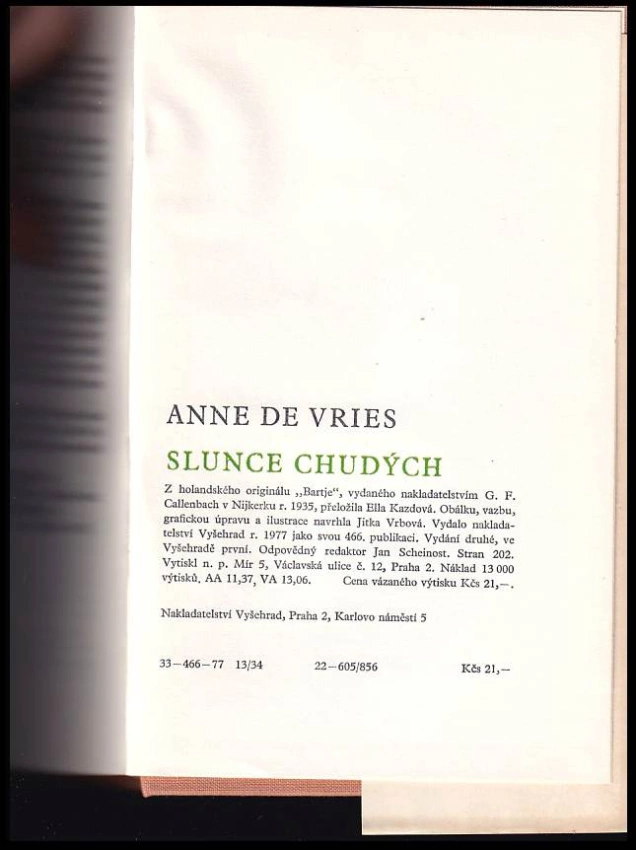 ANNE DE VRIES
SLUNCE CHUDÝCH
Z holandského originálu „Bartje“, vydaného nakladatelstvím G. F.
Callenbach v Nijkerku r. 1935, přeložila Ella Kazdová. Obálku, vazbu,
grafickou úpravu a ilustrace navrhla Jitka Vrbová. Vydalo naklada-
telství Vyšehrad r. 1977 jako svou 466. publikaci. Vydání druhé, ve
Vyšehradě první. Odpovědný redaktor Jan Scheinost. Stran 202.
Vytiskl n. p. Mír 5, Václavská ulice č. 12, Praha 2. Náklad 13 000
výtisků. AA 11,37, VA 13,06. Cena vázaného výtisku Kčs 21,—.
Nakladatelství Vyšehrad, Praha 2, Karlovo náměstí 5
33—466—77 13/34 22—605/856 Kčs 21,—